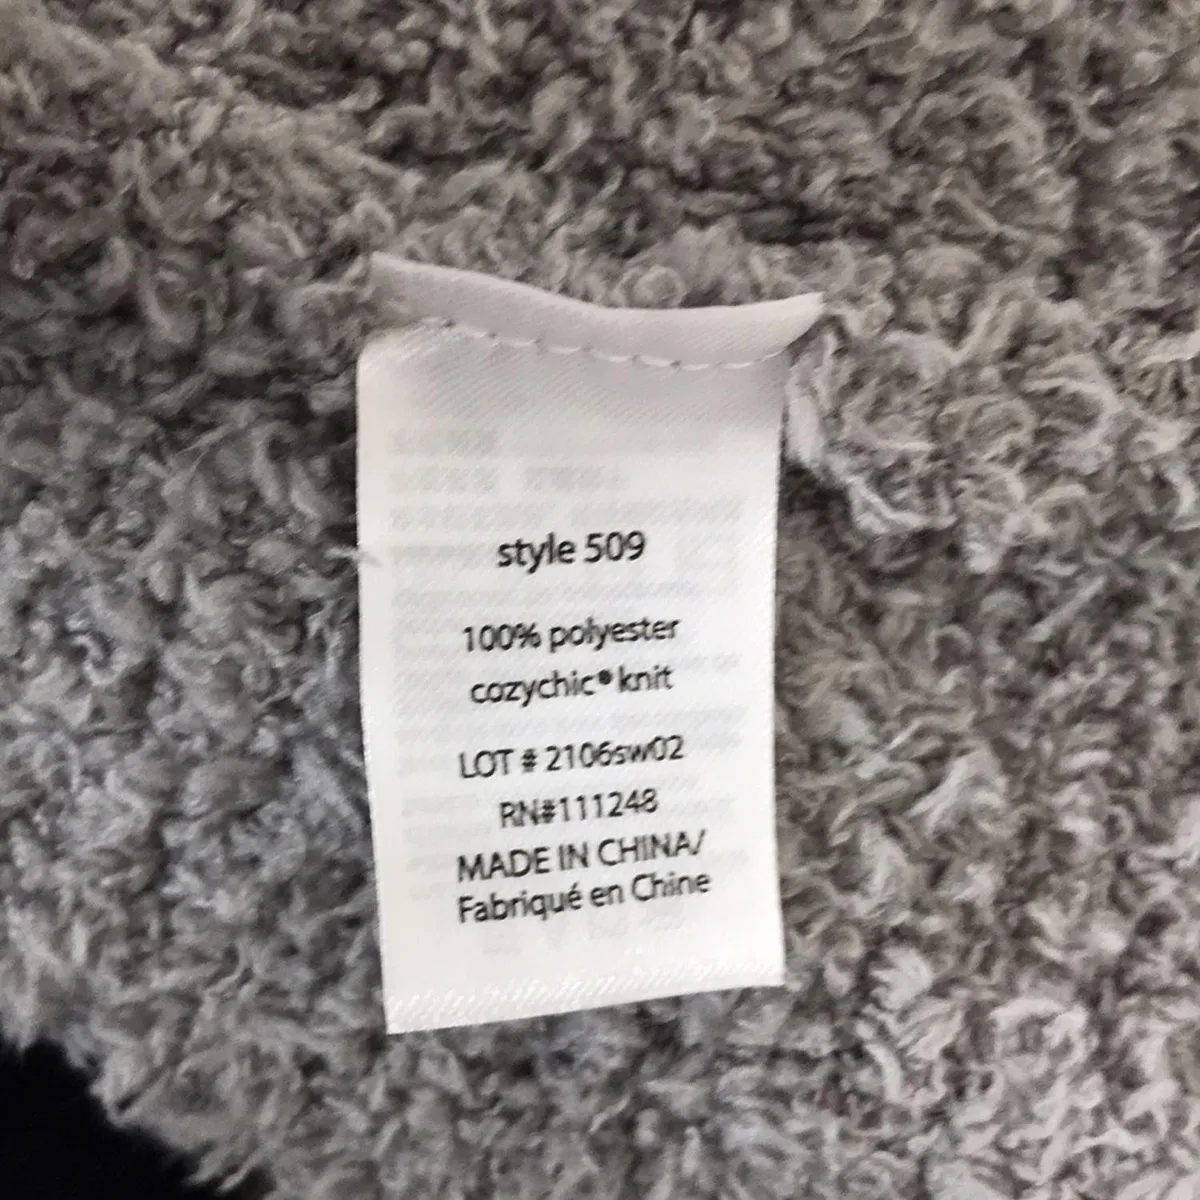 style 509
100% polyester
cozychic® knit
LOT # 2106sw02
RN#111248
MADE IN CHINA/
Fabriqué en Chine